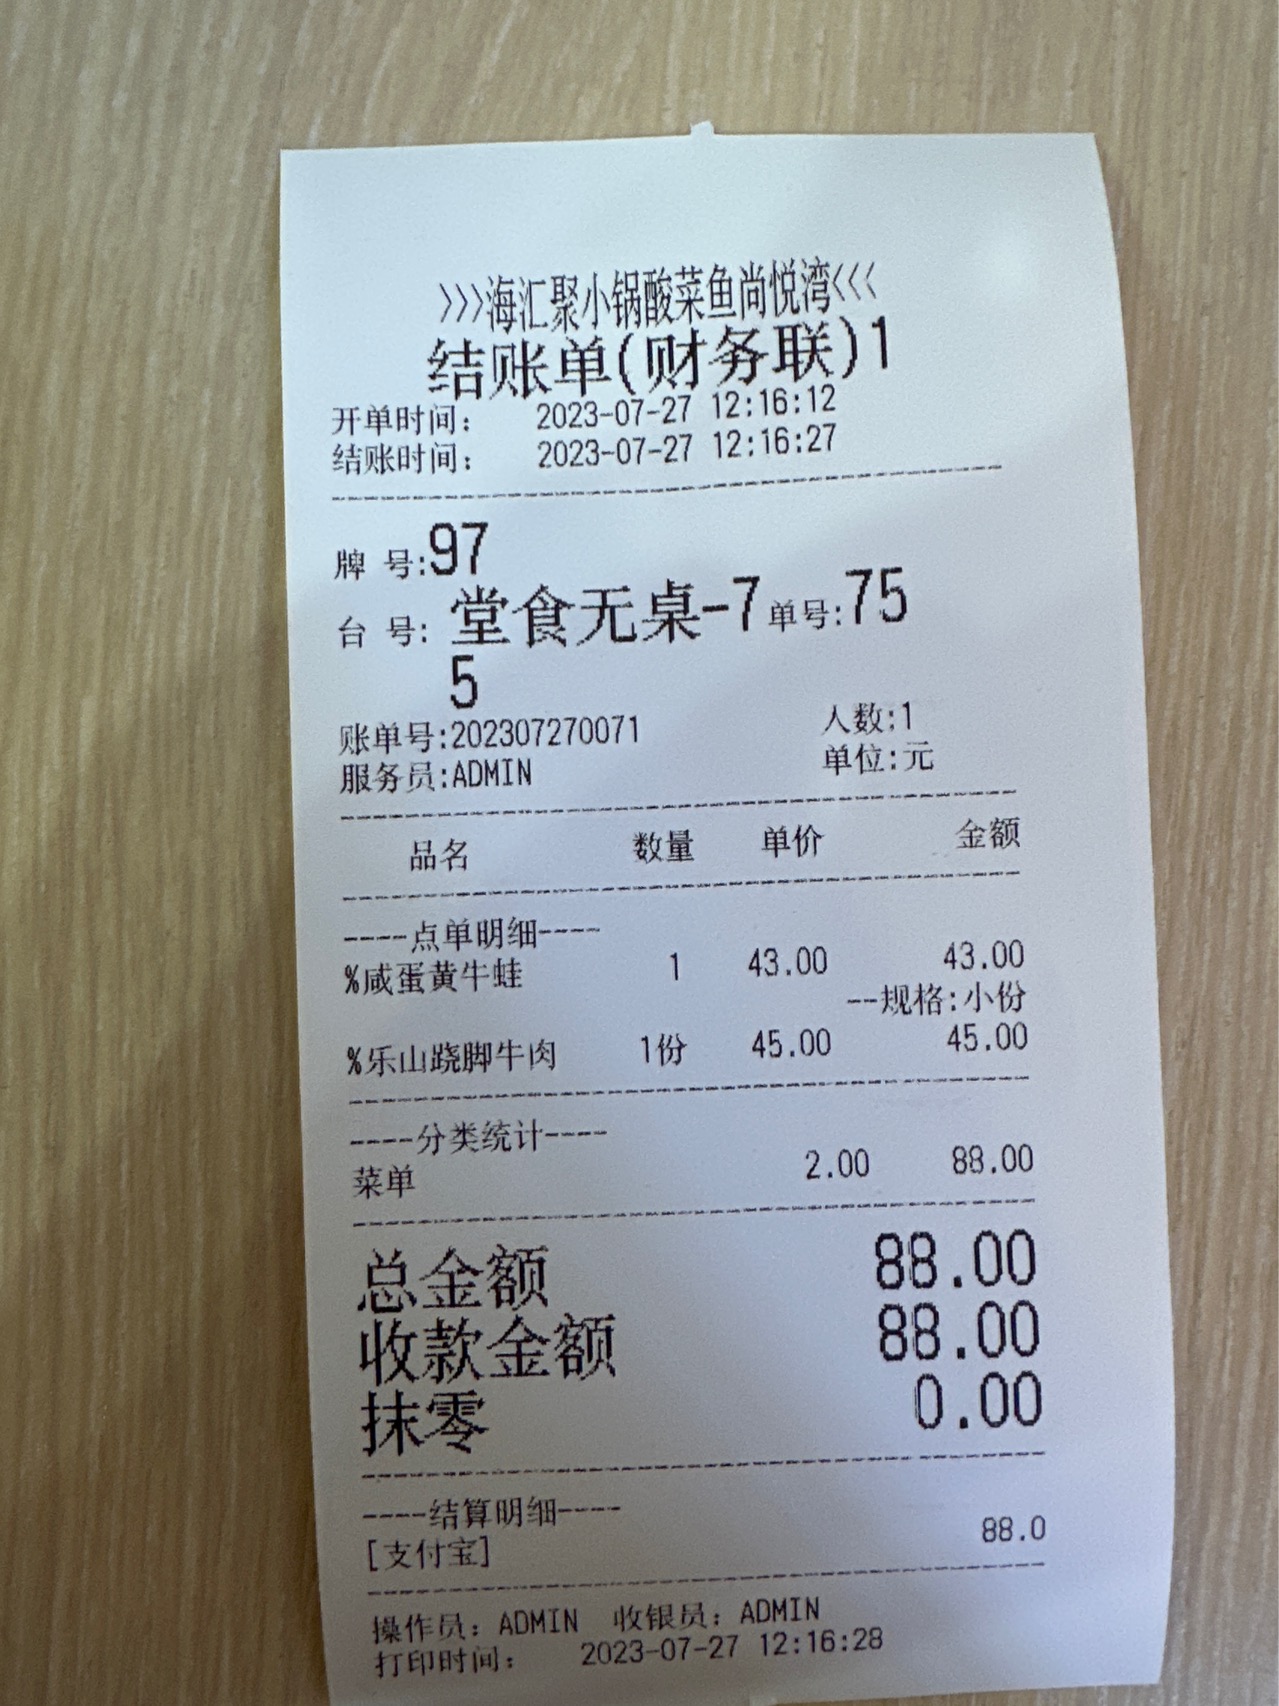 >>>海汇聚小锅酸菜鱼尚悦湾<<<
结账单(财务联)1
开单时间: 2023-07-27 12:16:12
结账时间: 2023-07-27 12:16:27
牌 号:97
台 号: 堂食无桌-7 单号:75
5
账单号:202307270071 人数:1
服务员:ADMIN 单位:元
品名 数量 单价 金额
----点单明细----
%咸蛋黄牛蛙 1 43.00 43.00
--规格:小份
%乐山跷脚牛肉 1份 45.00 45.00
----分类统计----
菜单 2.00 88.00
总金额 88.00
收款金额 88.00
抹零 0.00
----结算明细----
[支付宝] 88.0
操作员: ADMIN 收银员: ADMIN
打印时间: 2023-07-27 12:16:28